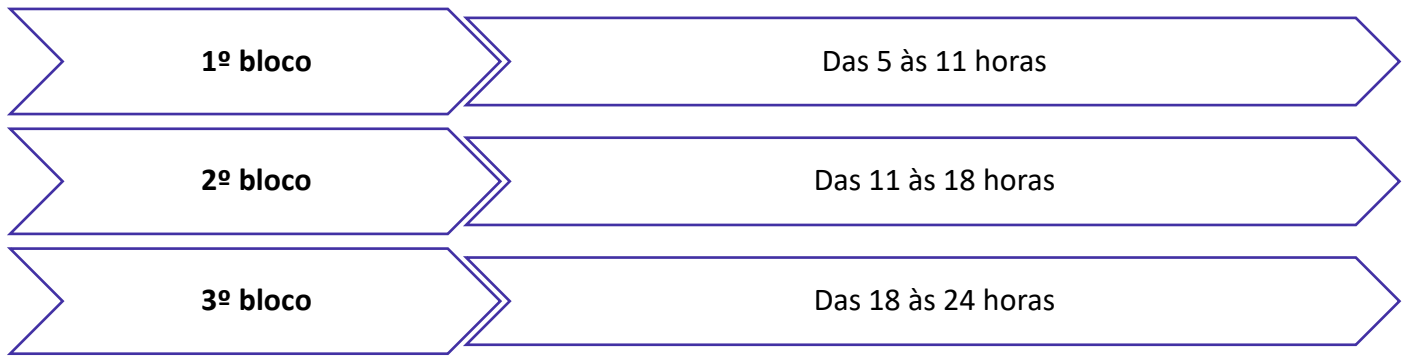 1º bloco
Das 5 às 11 horas
2º bloco
Das 11 às 18 horas
3º bloco
Das 18 às 24 horas